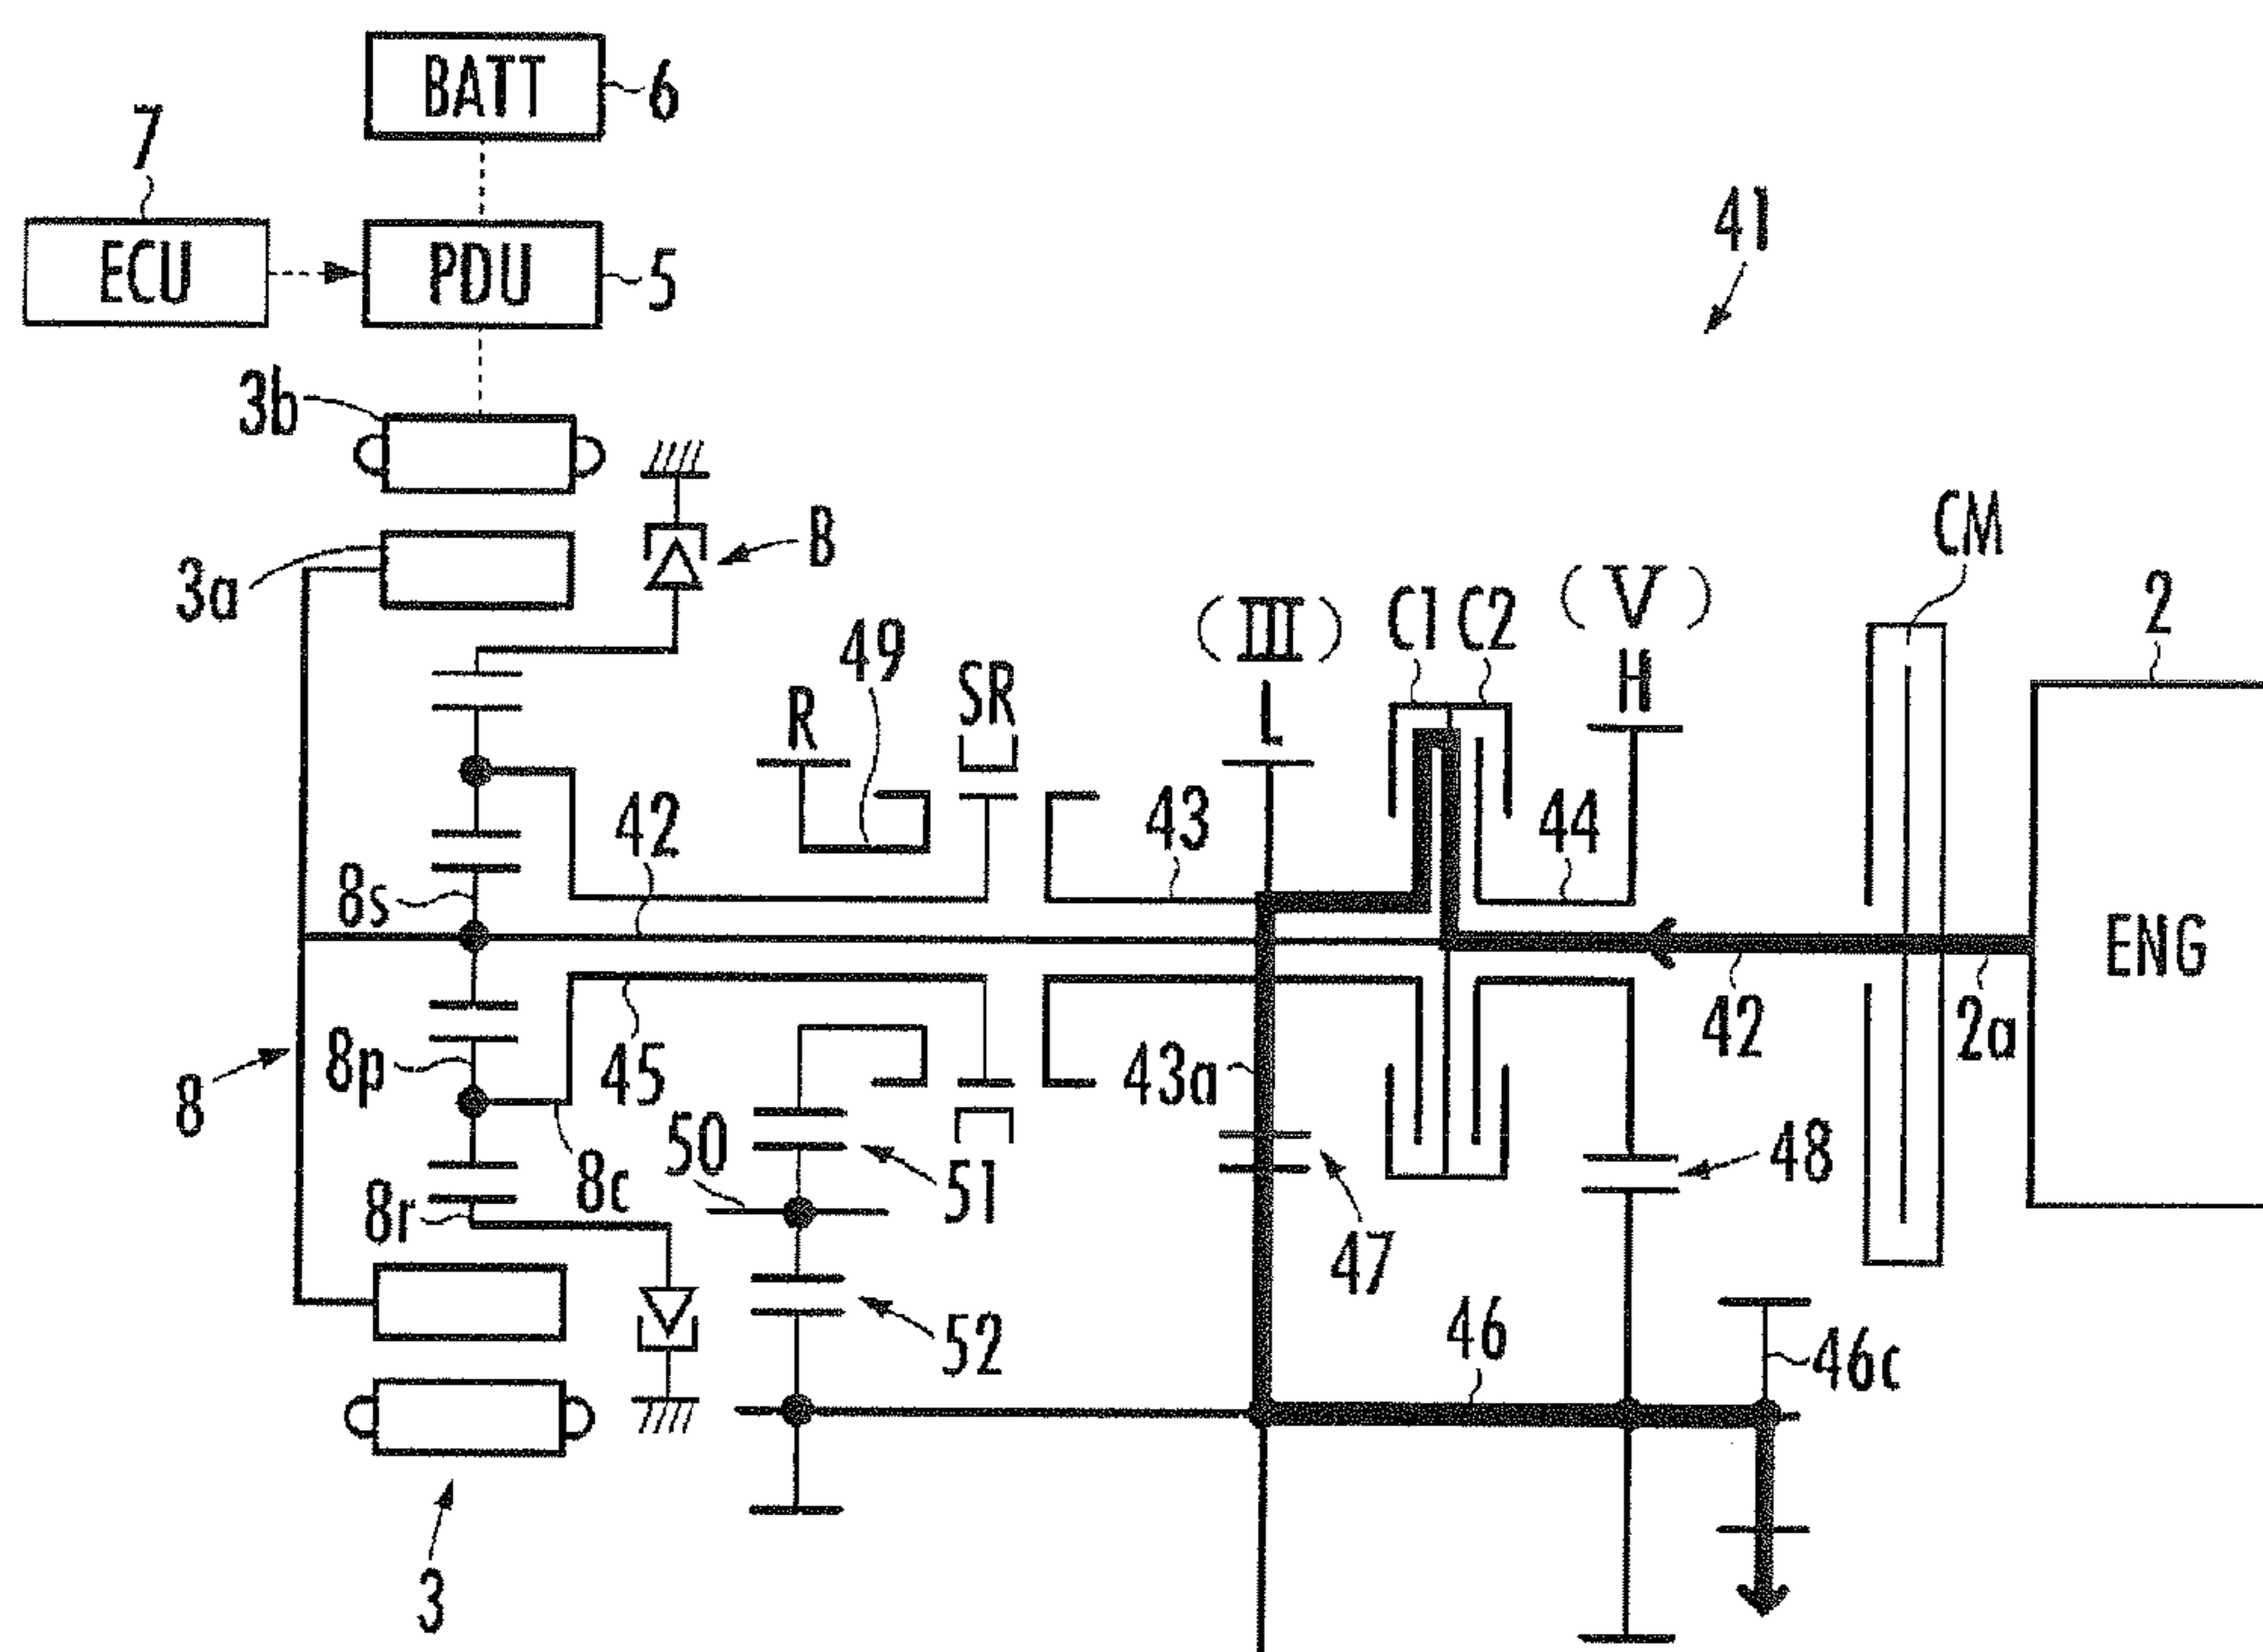 BATT
6
7
ECU
PDU
5
41
3b
3a
B
CM
2
(III)
C1
C2
(V)
49
SR
L
H
R
42
43
44
8s
ENG
42
2a
8p
45
43a
8
50
8c
51
48
8r
47
52
46
46c
3